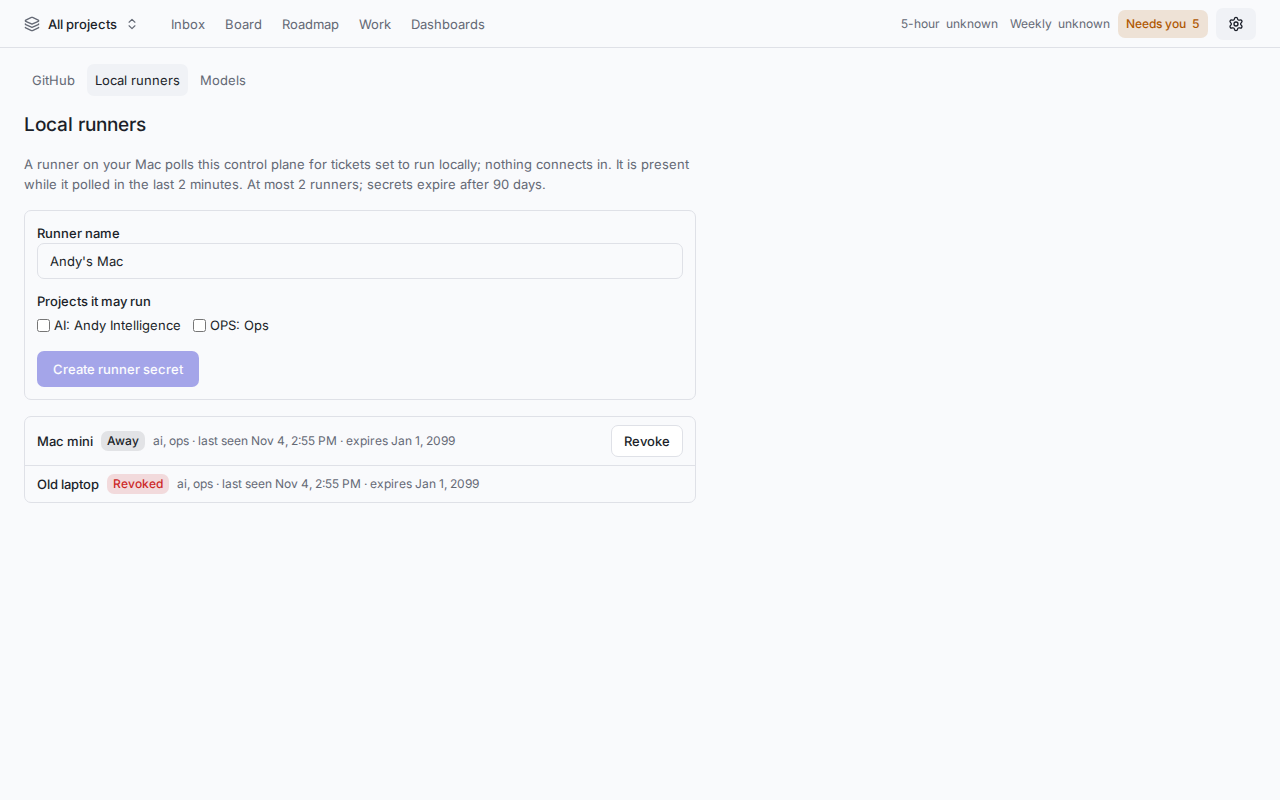 All projects
Inbox
Board
Roadmap
Work
Dashboards
5-hour unknown
Weekly unknown
Needs you 5
GitHub
Local runners
Models
Local runners
A runner on your Mac polls this control plane for tickets set to run locally; nothing connects in. It is present
while it polled in the last 2 minutes. At most 2 runners; secrets expire after 90 days.
Runner name
Andy's Mac
Projects it may run
AI: Andy Intelligence
OPS: Ops
Create runner secret
Mac mini Away ai, ops · last seen Nov 4, 2:55 PM · expires Jan 1, 2099 Revoke
Old laptop Revoked ai, ops · last seen Nov 4, 2:55 PM · expires Jan 1, 2099